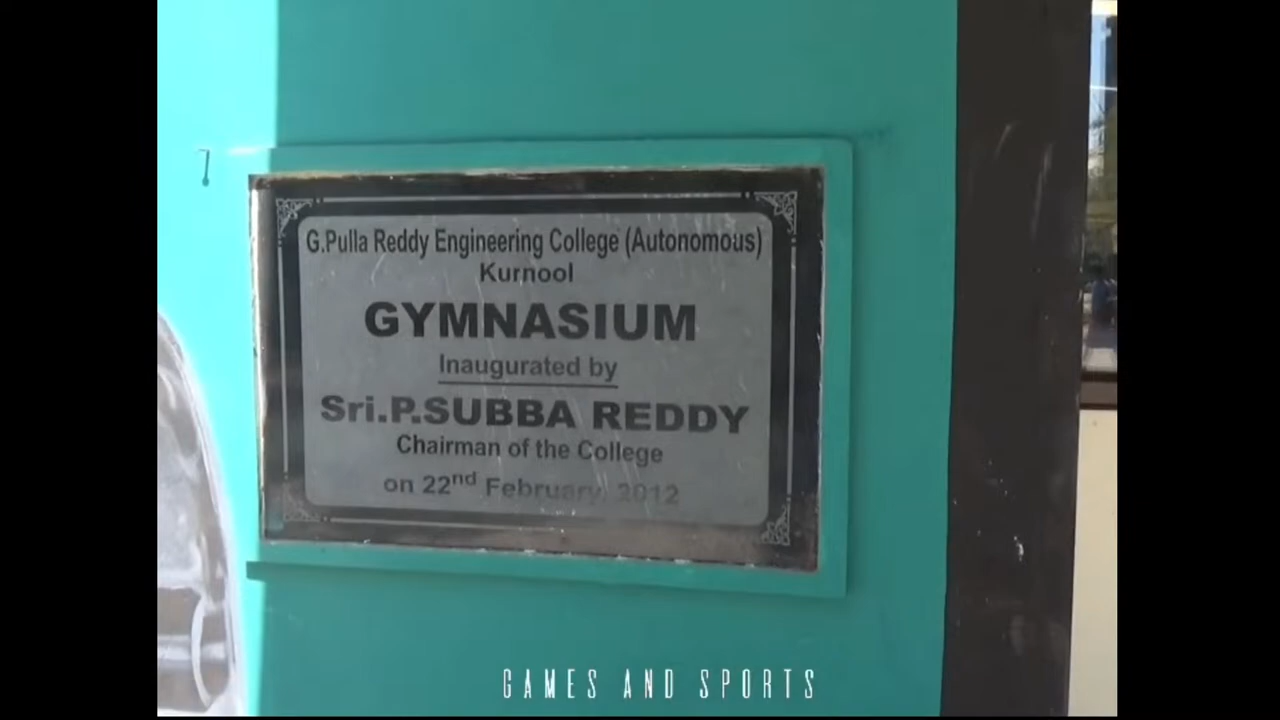 G.Pulla Reddy Engineering College (Autonomous)
Kurnool
GYMNASIUM
Inaugurated by
Sri.P.SUBBA REDDY
Chairman of the College
on 22nd February, 2012
GAMES AND SPORTS